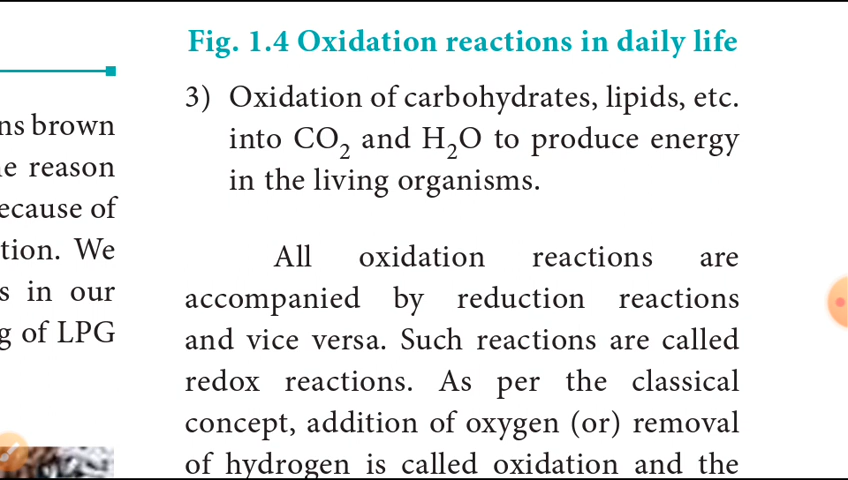 ns brown
e reason
ecause of
tion. We
s in our
g of LPG
Fig. 1.4 Oxidation reactions in daily life
3) Oxidation of carbohydrates, lipids, etc.
into CO₂ and H₂O to produce energy
in the living organisms.
All oxidation reactions are
accompanied by reduction reactions
and vice versa. Such reactions are called
redox reactions. As per the classical
concept, addition of oxygen (or) removal
of hydrogen is called oxidation and the